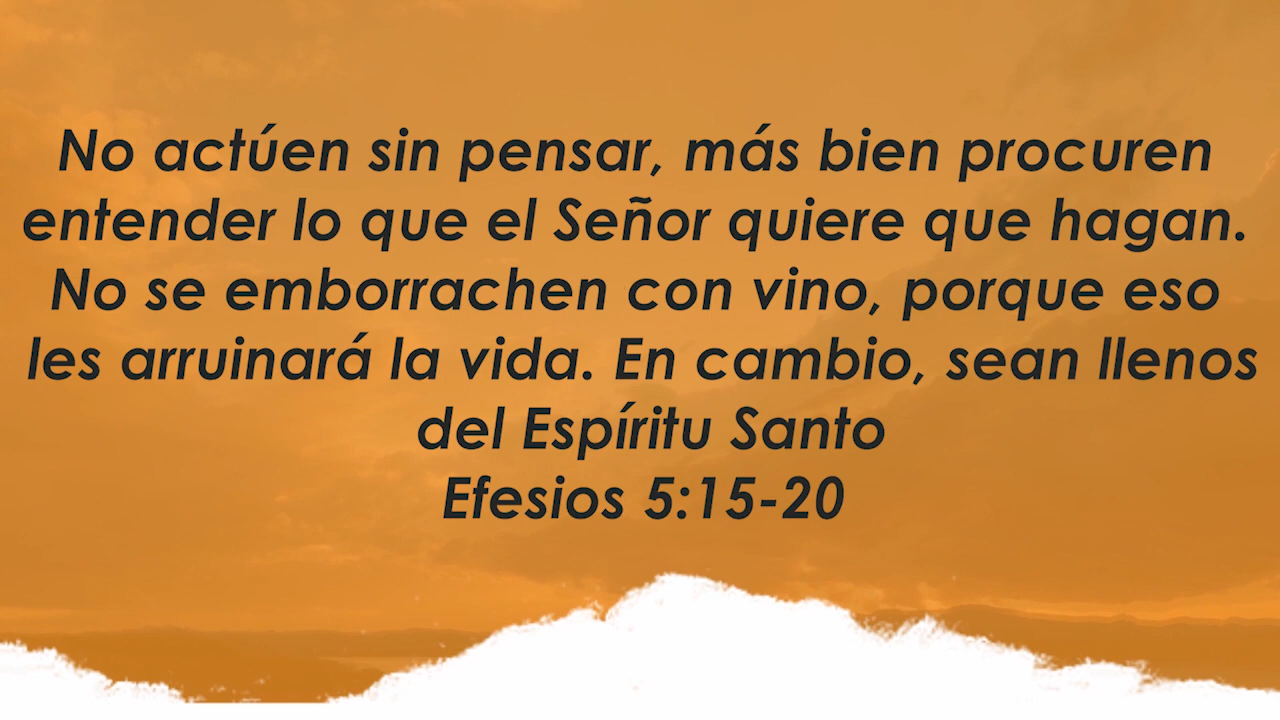 No actúen sin pensar, más bien procuren
entender lo que el Señor quiere que hagan.
No se emborrachen con vino, porque eso
les arruinará la vida. En cambio, sean llenos
del Espíritu Santo
Efesios 5:15-20